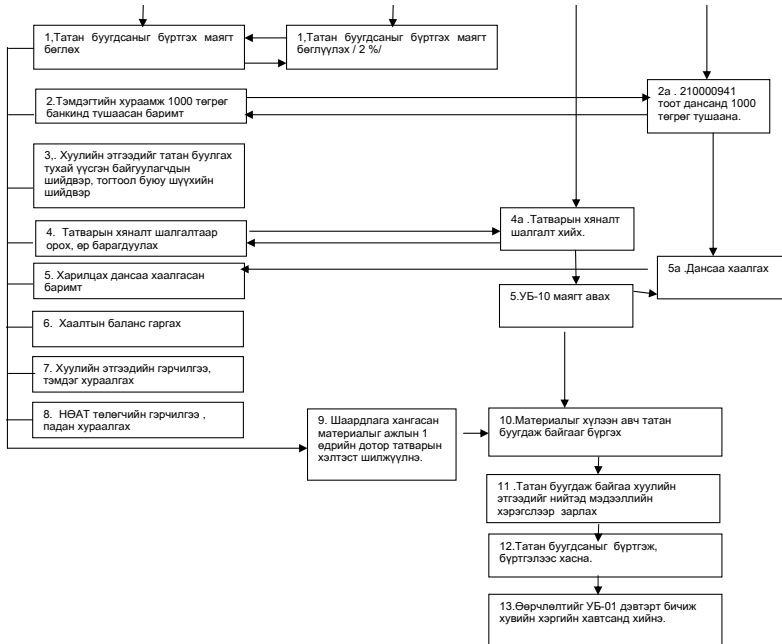 1,Татан буугдсаныг бүртгэх маягт
бөглөх
1,Татан буугдсаныг бүртгэх маягт
бөглүүлэх / 2 %/
2.Тэмдэгтийн хураамж 1000 төгрөг
банкинд тушаасан баримт
2а . 210000941
тоот дансанд 1000
төгрөг тушаана.
3,. Хуулийн этгээдийг татан буулгах
тухай үүсгэн байгуулагчдын
шийдвэр, тогтоол буюу шүүхийн
шийдвэр
4. Татварын хяналт шалгалтаар
орох, өр барагдуулах
4а .Татварын хяналт
шалгалт хийх.
5. Харилцах дансаа хаалгасан
баримт
5а .Дансаа хаалгах
5.УБ-10 маягт авах
6. Хаалтын баланс гаргах
7. Хуулийн этгээдийн гэрчилгээ,
тэмдэг хураалгах
8. НӨАТ төлөгчийн гэрчилгээ ,
падан хураалгах
9. Шаардлага хангасан
материалыг ажлын 1
өдрийн дотор татварын
хэлтэст шилжүүлнэ.
10.Материалыг хүлээн авч татан
буугдаж байгааг бүргэх
11 .Татан буугдаж байгаа хуулийн
этгээдийг нийтэд мэдээллийн
хэрэгслээр зарлах
12.Татан буугдсаныг бүртгэж,
бүртгэлээс хасна.
13.Өөрчлөлтийг УБ-01 дэвтэрт бичиж
хувийн хэргийн хавтсанд хийнэ.